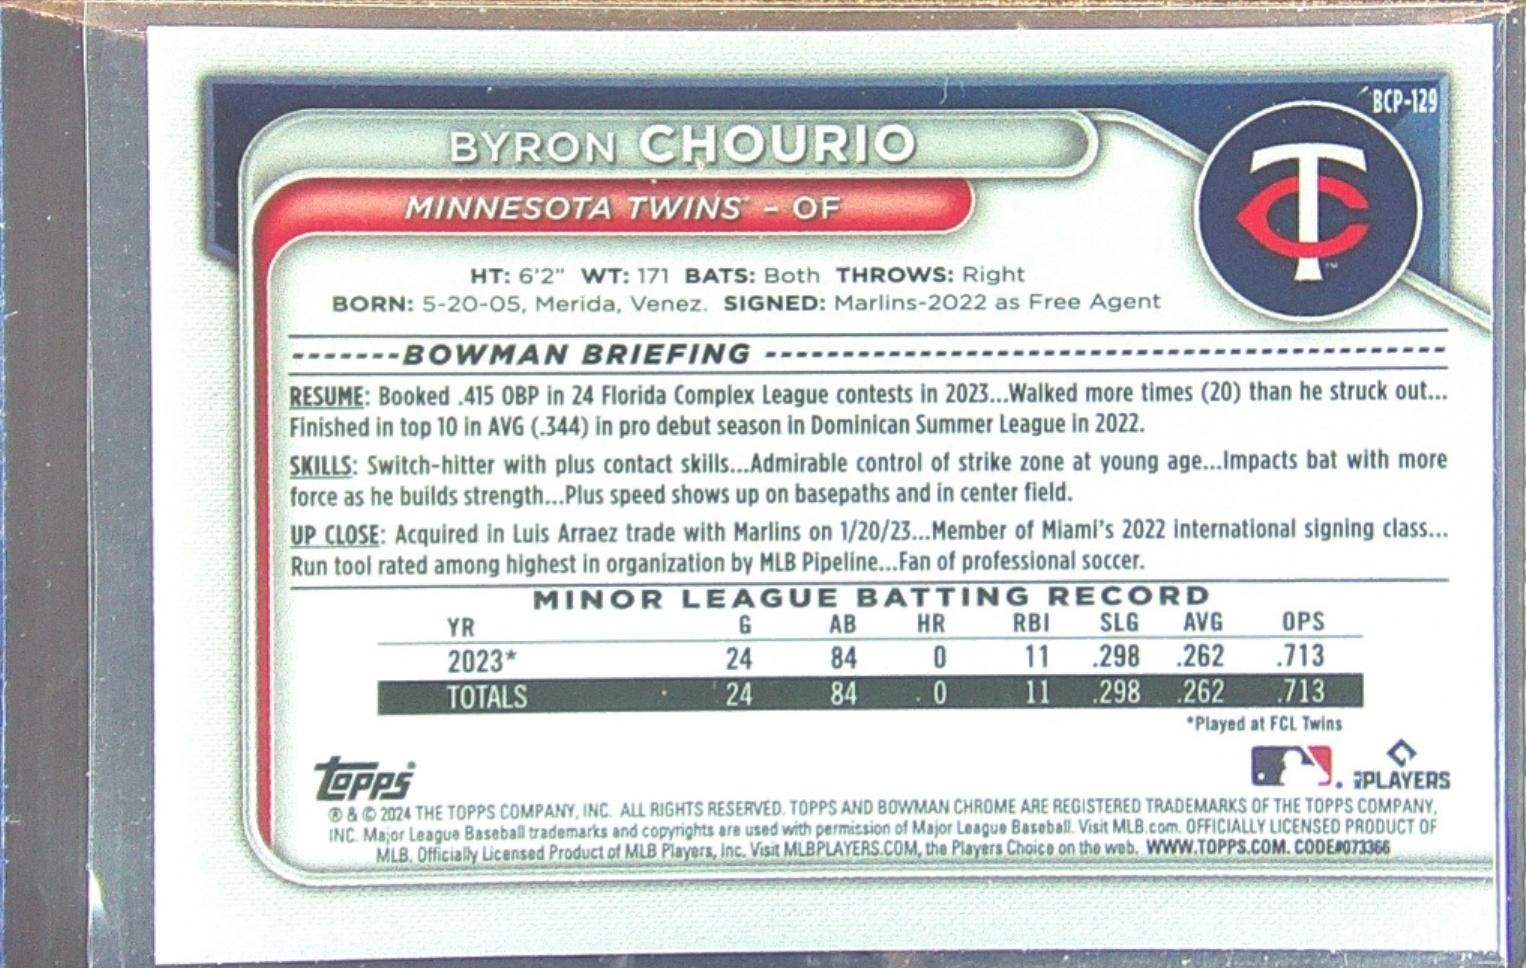 BCP-129
BYRON CHOURIO
MINNESOTA TWINS - OF
HT: 6'2" WT: 171 BATS: Both THROWS: Right
BORN: 5-20-05, Merida, Venez. SIGNED: Marlins-2022 as Free Agent
-------BOWMAN BRIEFING ---------------------------------------------
RESUME: Booked .415 OBP in 24 Florida Complex League contests in 2023...Walked more times (20) than he struck out...
Finished in top 10 in AVG (.344) in pro debut season in Dominican Summer League in 2022.
SKILLS: Switch-hitter with plus contact skills...Admirable control of strike zone at young age...Impacts bat with more
force as he builds strength...Plus speed shows up on basepaths and in center field.
UP CLOSE: Acquired in Luis Arraez trade with Marlins on 1/20/23...Member of Miami's 2022 international signing class...
Run tool rated among highest in organization by MLB Pipeline...Fan of professional soccer.
MINOR LEAGUE BATTING RECORD
YR G AB HR RBI SLG AVG OPS
2023* 24 84 0 11 .298 .262 .713
TOTALS 24 84 0 11 .298 .262 .713
*Played at FCL Twins
Topps
PLAYERS
® & © 2024 THE TOPPS COMPANY, INC. ALL RIGHTS RESERVED. TOPPS AND BOWMAN CHROME ARE REGISTERED TRADEMARKS OF THE TOPPS COMPANY,
INC. Major League Baseball trademarks and copyrights are used with permission of Major League Baseball. Visit MLB.com. OFFICIALLY LICENSED PRODUCT OF
MLB. Officially Licensed Product of MLB Players, Inc. Visit MLBPLAYERS.COM, the Players Choice on the web. WWW.TOPPS.COM. CODE#073366